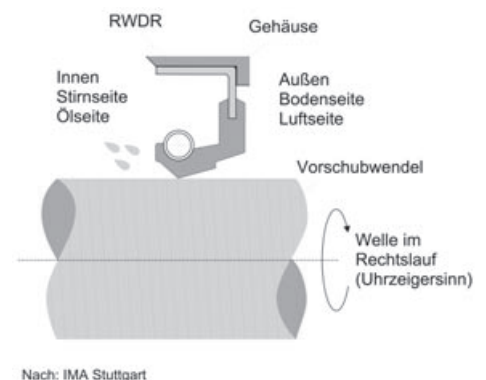 RWDR
Gehäuse
Innen
Stirnseite
Ölseite
Außen
Bodenseite
Luftseite
Vorschubwendel
Welle im
Rechtslauf
(Uhrzeigersinn)
Nach: IMA Stuttgart